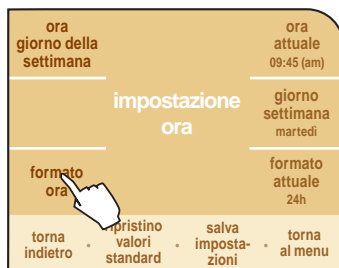 ora
giorno della
settimana
impostazione
ora
ora
attuale
09:45 (am)
giorno
settimana
martedì
formato
ora
formato
attuale
24h
torna
indietro
ripristino
valori
standard
salva
imposta-
zioni
torna
al menu